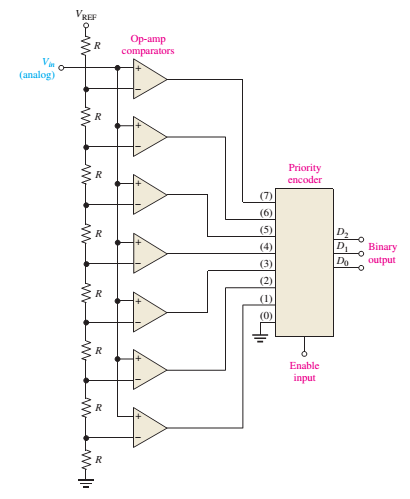 V_REF
R
Op-amp
comparators
V_in
(analog)
+
−
R
+
−
R
+
−
R
+
−
R
+
−
R
+
−
R
+
−
R
Priority
encoder
(7)
(6)
(5)
(4)
(3)
(2)
(1)
(0)
D_2
D_1
D_0
Binary
output
Enable
input